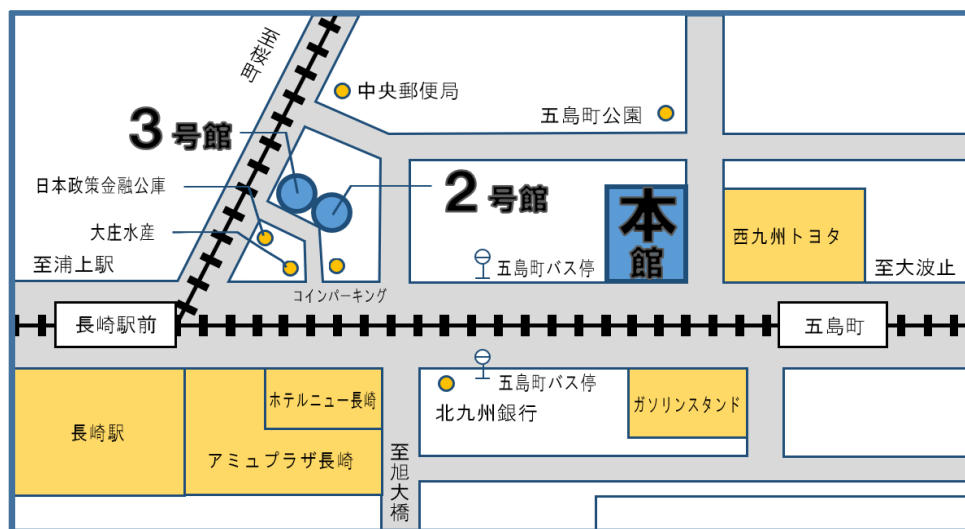 至桜町
中央郵便局
五島町公園
3号館
日本政策金融公庫
2号館
本館
大庄水産
西九州トヨタ
至浦上駅
五島町バス停
至大波止
コインパーキング
長崎駅前
五島町
五島町バス停
ホテルニュー長崎
ガソリンスタンド
北九州銀行
長崎駅
アミュプラザ長崎
至旭大橋